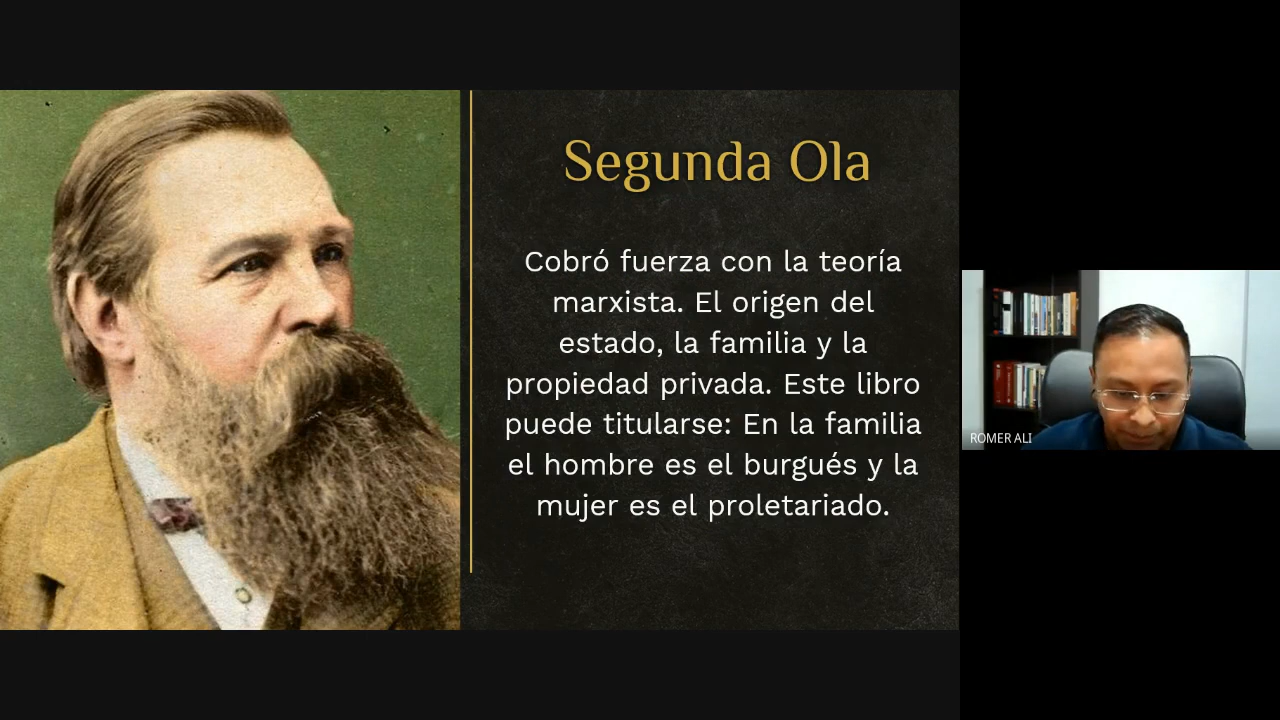 Segunda Ola
Cobró fuerza con la teoría
marxista. El origen del
estado, la familia y la
propiedad privada. Este libro
puede titularse: En la familia
el hombre es el burgués y la
mujer es el proletariado.
ROMER ALI